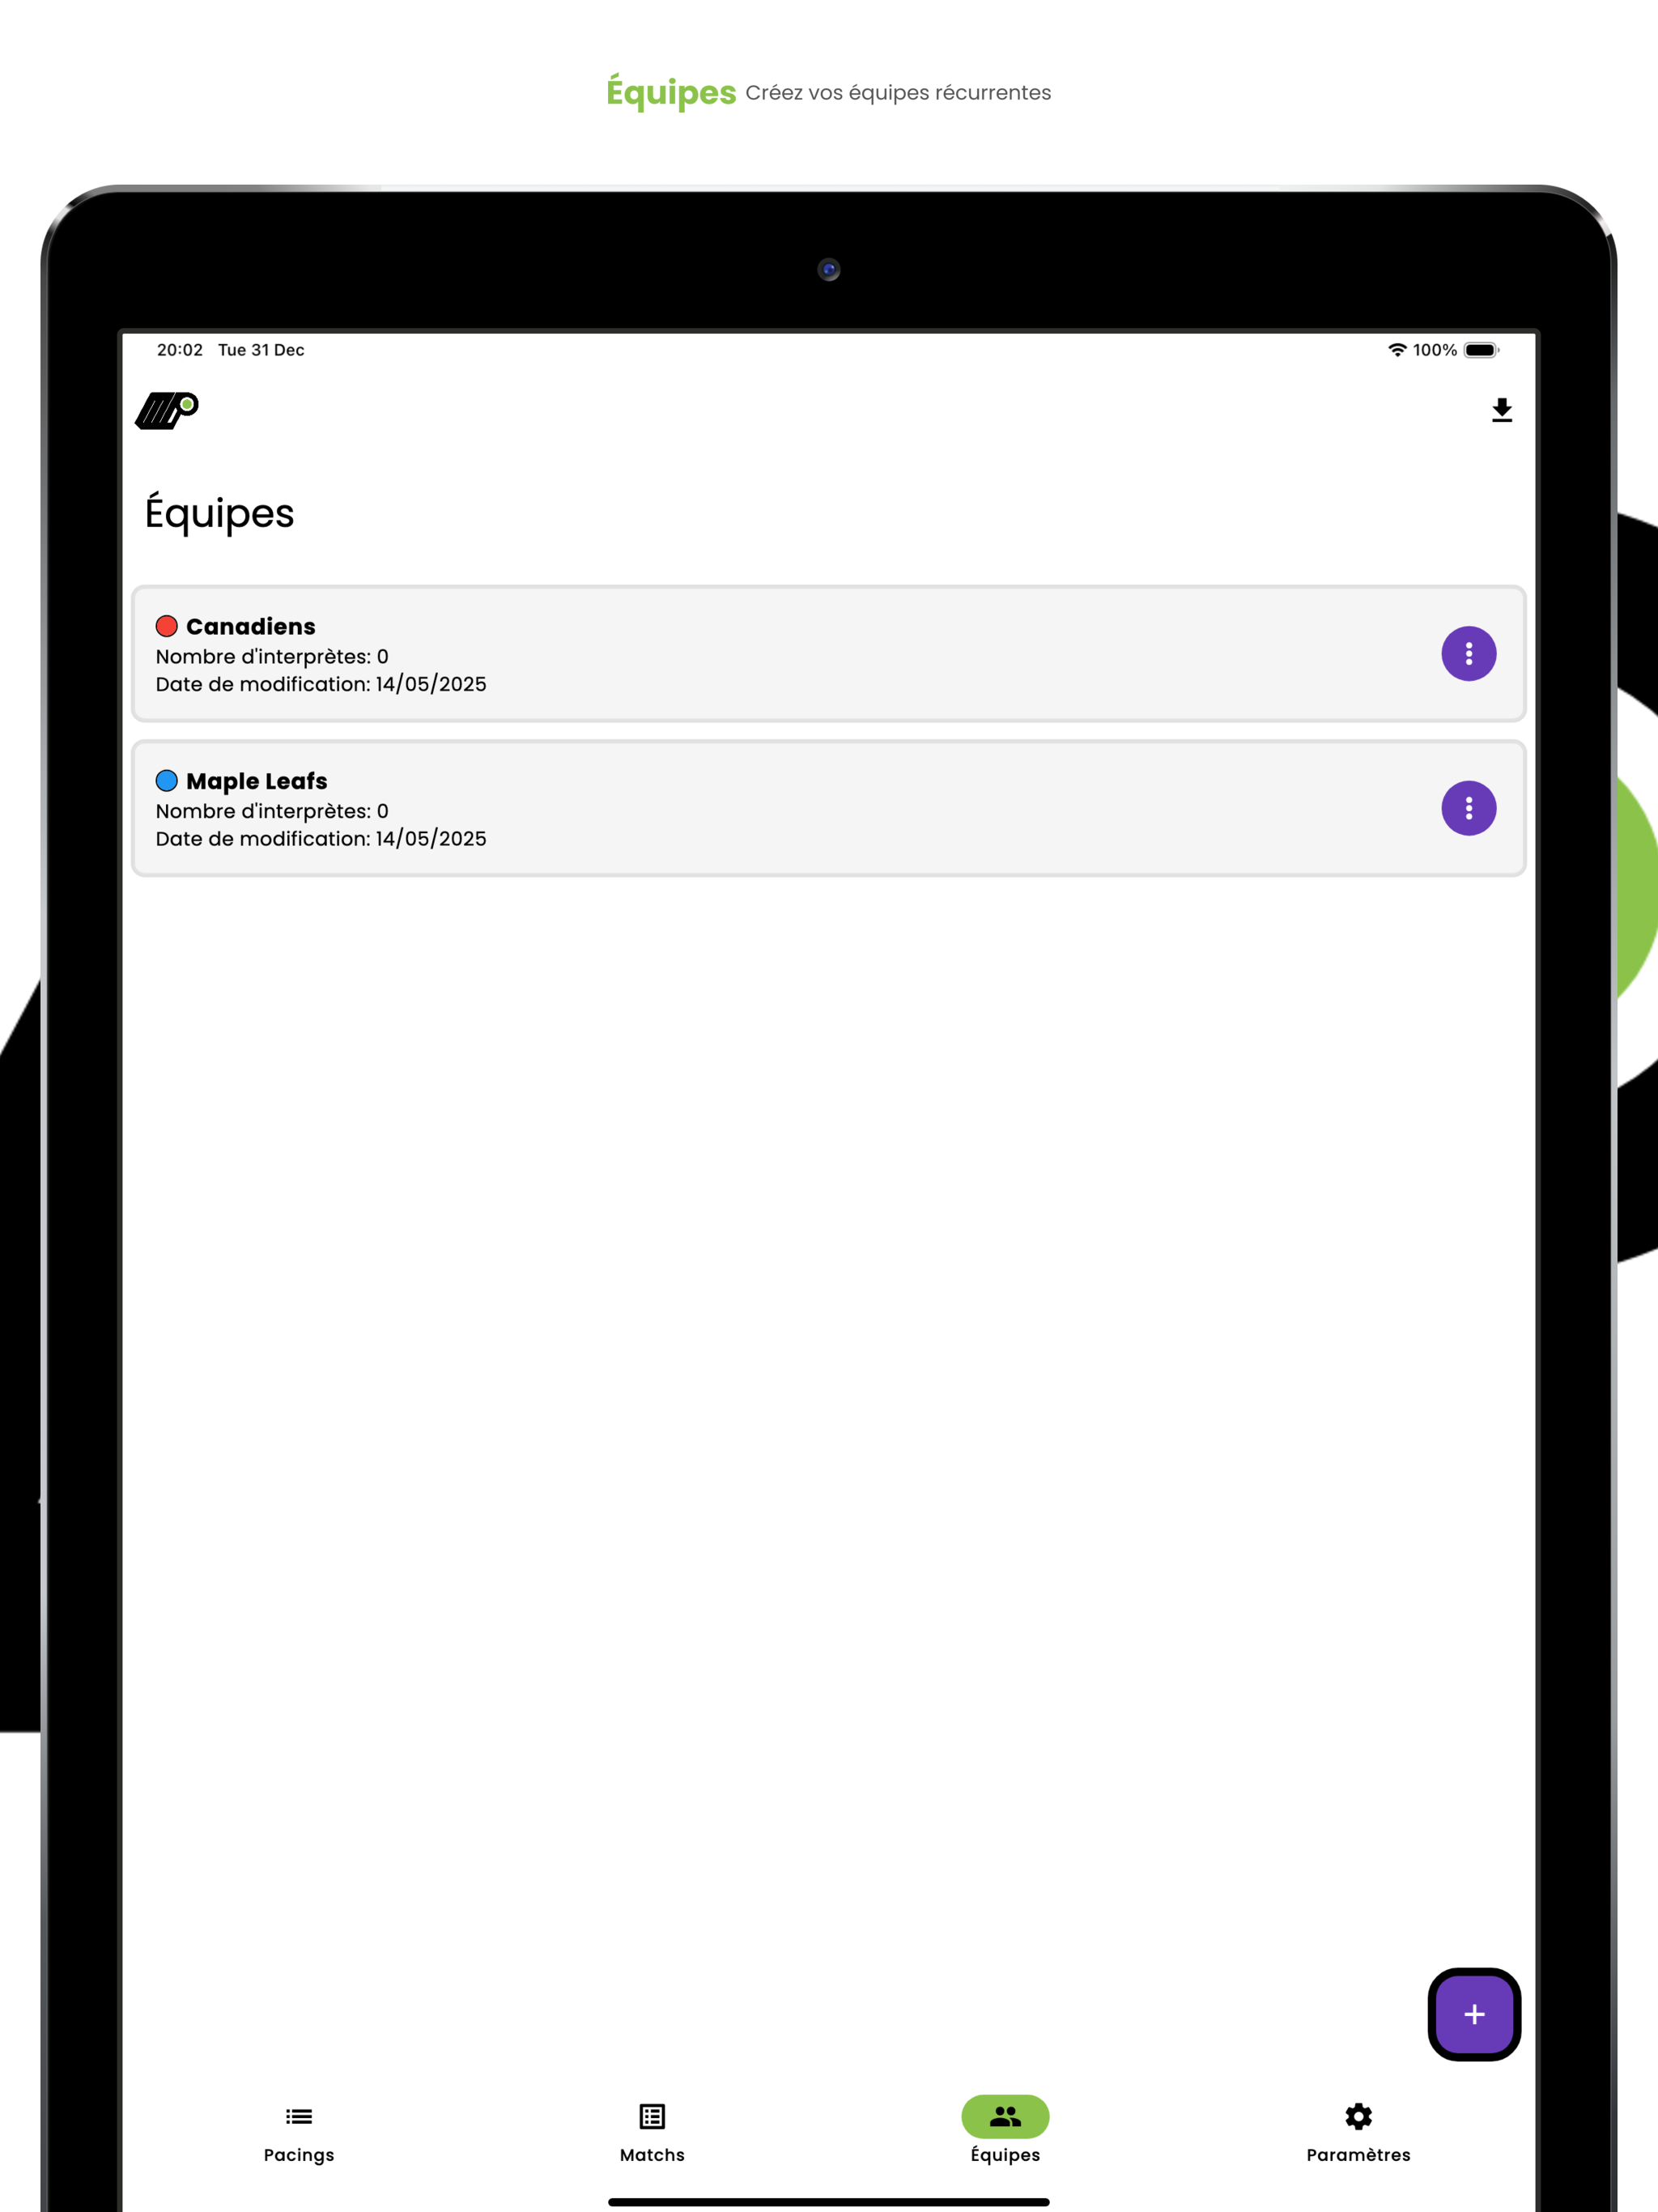 Équipes Créez vos équipes récurrentes
20:02 Tue 31 Dec 100%
Équipes
Canadiens
Nombre d'interprètes: 0
Date de modification: 14/05/2025
Maple Leafs
Nombre d'interprètes: 0
Date de modification: 14/05/2025
Pacings Matchs Équipes Paramètres